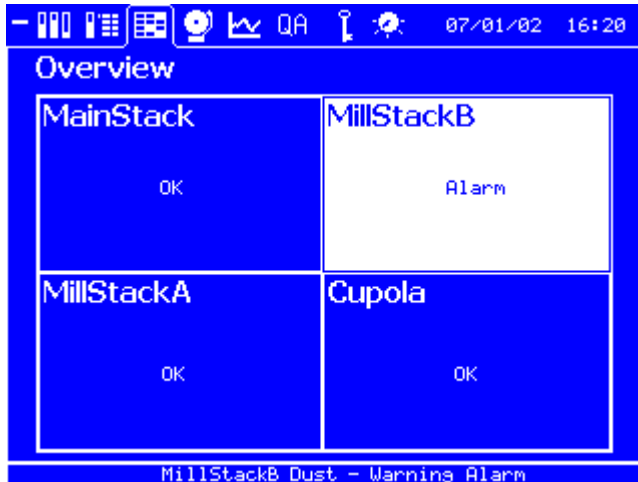 QA 07/01/02 16:20
Overview
MainStack
MillStackB
OK
Alarm
MillStackA
Cupola
OK
OK
MillStackB Dust - Warning Alarm